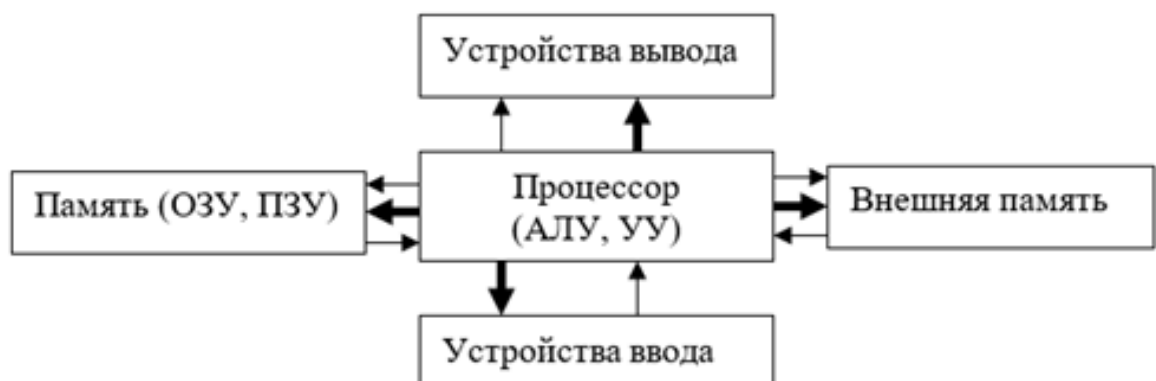 Устройства вывода
Память (ОЗУ, ПЗУ)
Процессор
(АЛУ, УУ)
Внешняя память
Устройства ввода